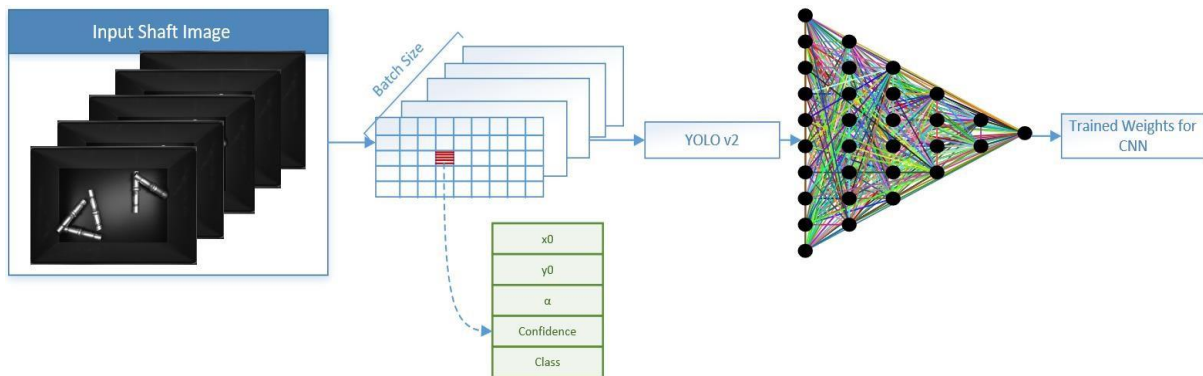 Input Shaft Image
Batch Size
YOLO v2
Trained Weights for
CNN
x0
y0
α
Confidence
Class